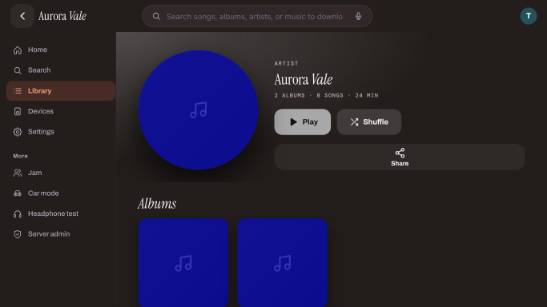 Aurora Vale
Search songs, albums, artists, or music to downlo
T
Home
Search
Library
Devices
Settings
More
Jam
Car mode
Headphone test
Server admin
ARTIST
Aurora Vale
2 ALBUMS · 8 SONGS · 24 MIN
Play
Shuffle
Share
Albums